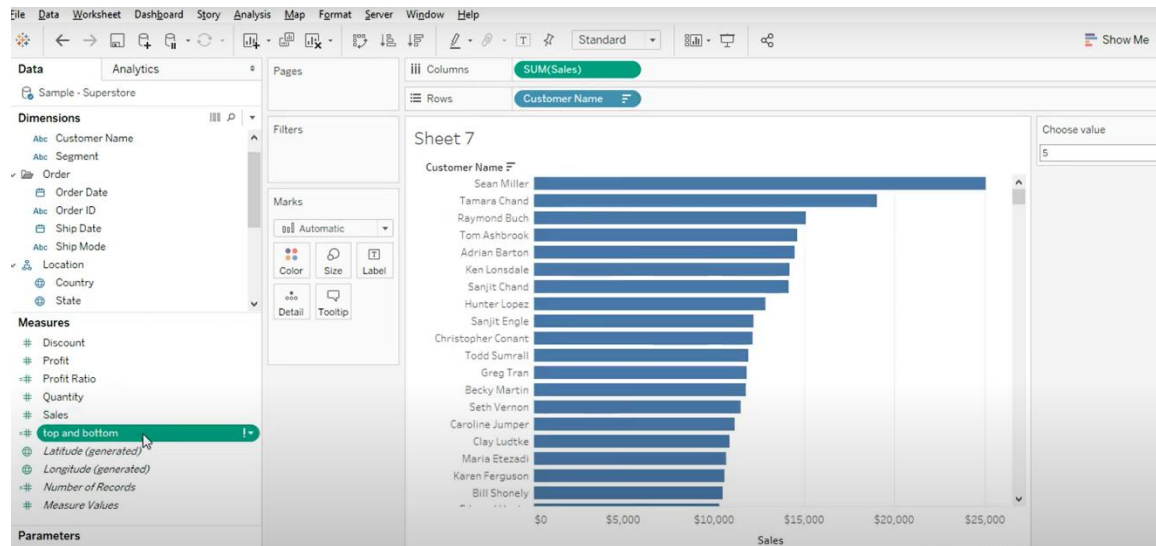 File Data Worksheet Dashboard Story Analysis Map Format Server Window Help
Standard
Show Me
Data Analytics
Sample - Superstore
Dimensions
Abc Customer Name
Abc Segment
Order
Order Date
Abc Order ID
Ship Date
Abc Ship Mode
Location
Country
State
Measures
# Discount
# Profit
=# Profit Ratio
# Quantity
# Sales
=# top and bottom
Latitude (generated)
Longitude (generated)
=# Number of Records
# Measure Values
Parameters
Pages
Filters
Marks
Automatic
Color Size Label
Detail Tooltip
Columns SUM(Sales)
Rows Customer Name
Sheet 7
Customer Name
Sean Miller
Tamara Chand
Raymond Buch
Tom Ashbrook
Adrian Barton
Ken Lonsdale
Sanjit Chand
Hunter Lopez
Sanjit Engle
Christopher Conant
Todd Sumrall
Greg Tran
Becky Martin
Seth Vernon
Caroline Jumper
Clay Ludtke
Maria Etezadi
Karen Ferguson
Bill Shonely
$0 $5,000 $10,000 $15,000 $20,000 $25,000
Sales
Choose value
5